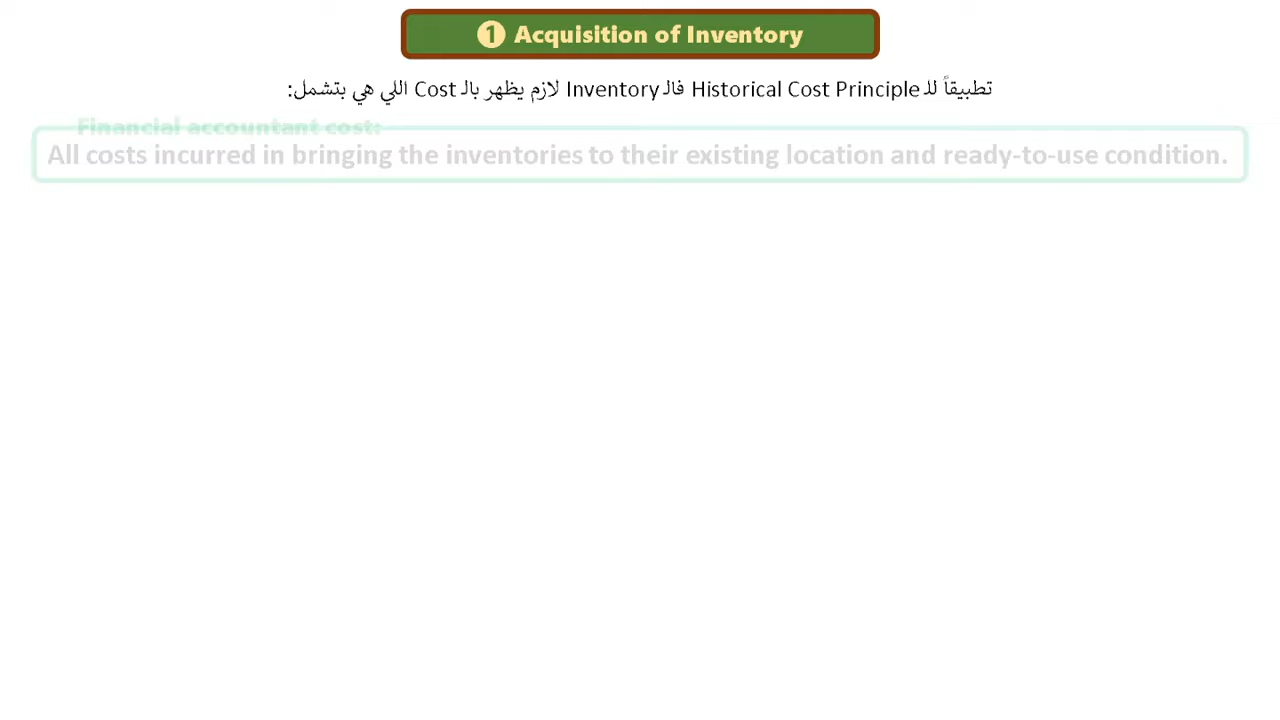 ❶ Acquisition of Inventory
تطبيقاً للـ Historical Cost Principle فالـ Inventory لازم يظهر بالـ Cost اللي هي بتشمل:
Financial accountant cost:
All costs incurred in bringing the inventories to their existing location and ready-to-use condition.